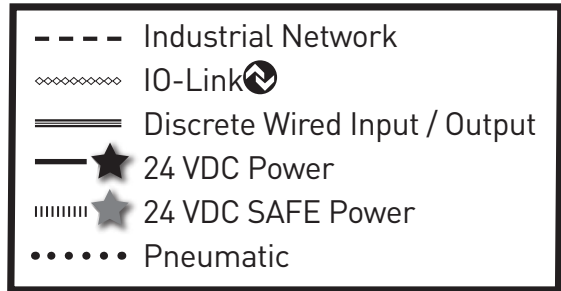 Industrial Network
IO-Link
Discrete Wired Input / Output
24 VDC Power
24 VDC SAFE Power
Pneumatic